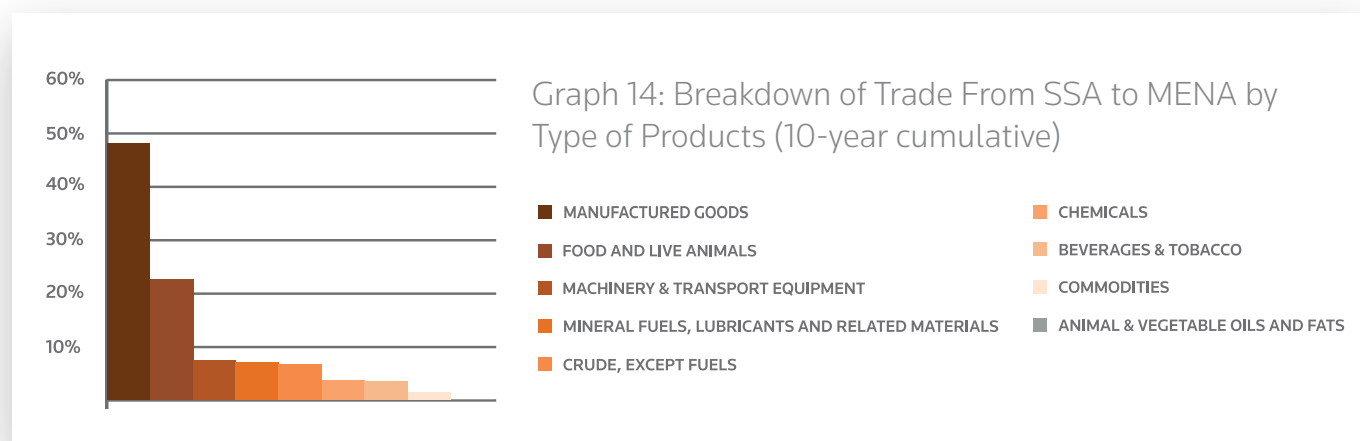 60%
50%
40%
30%
20%
10%
Graph 14: Breakdown of Trade From SSA to MENA by
Type of Products (10-year cumulative)
MANUFACTURED GOODS
FOOD AND LIVE ANIMALS
MACHINERY & TRANSPORT EQUIPMENT
MINERAL FUELS, LUBRICANTS AND RELATED MATERIALS
CRUDE, EXCEPT FUELS
CHEMICALS
BEVERAGES & TOBACCO
COMMODITIES
ANIMAL & VEGETABLE OILS AND FATS